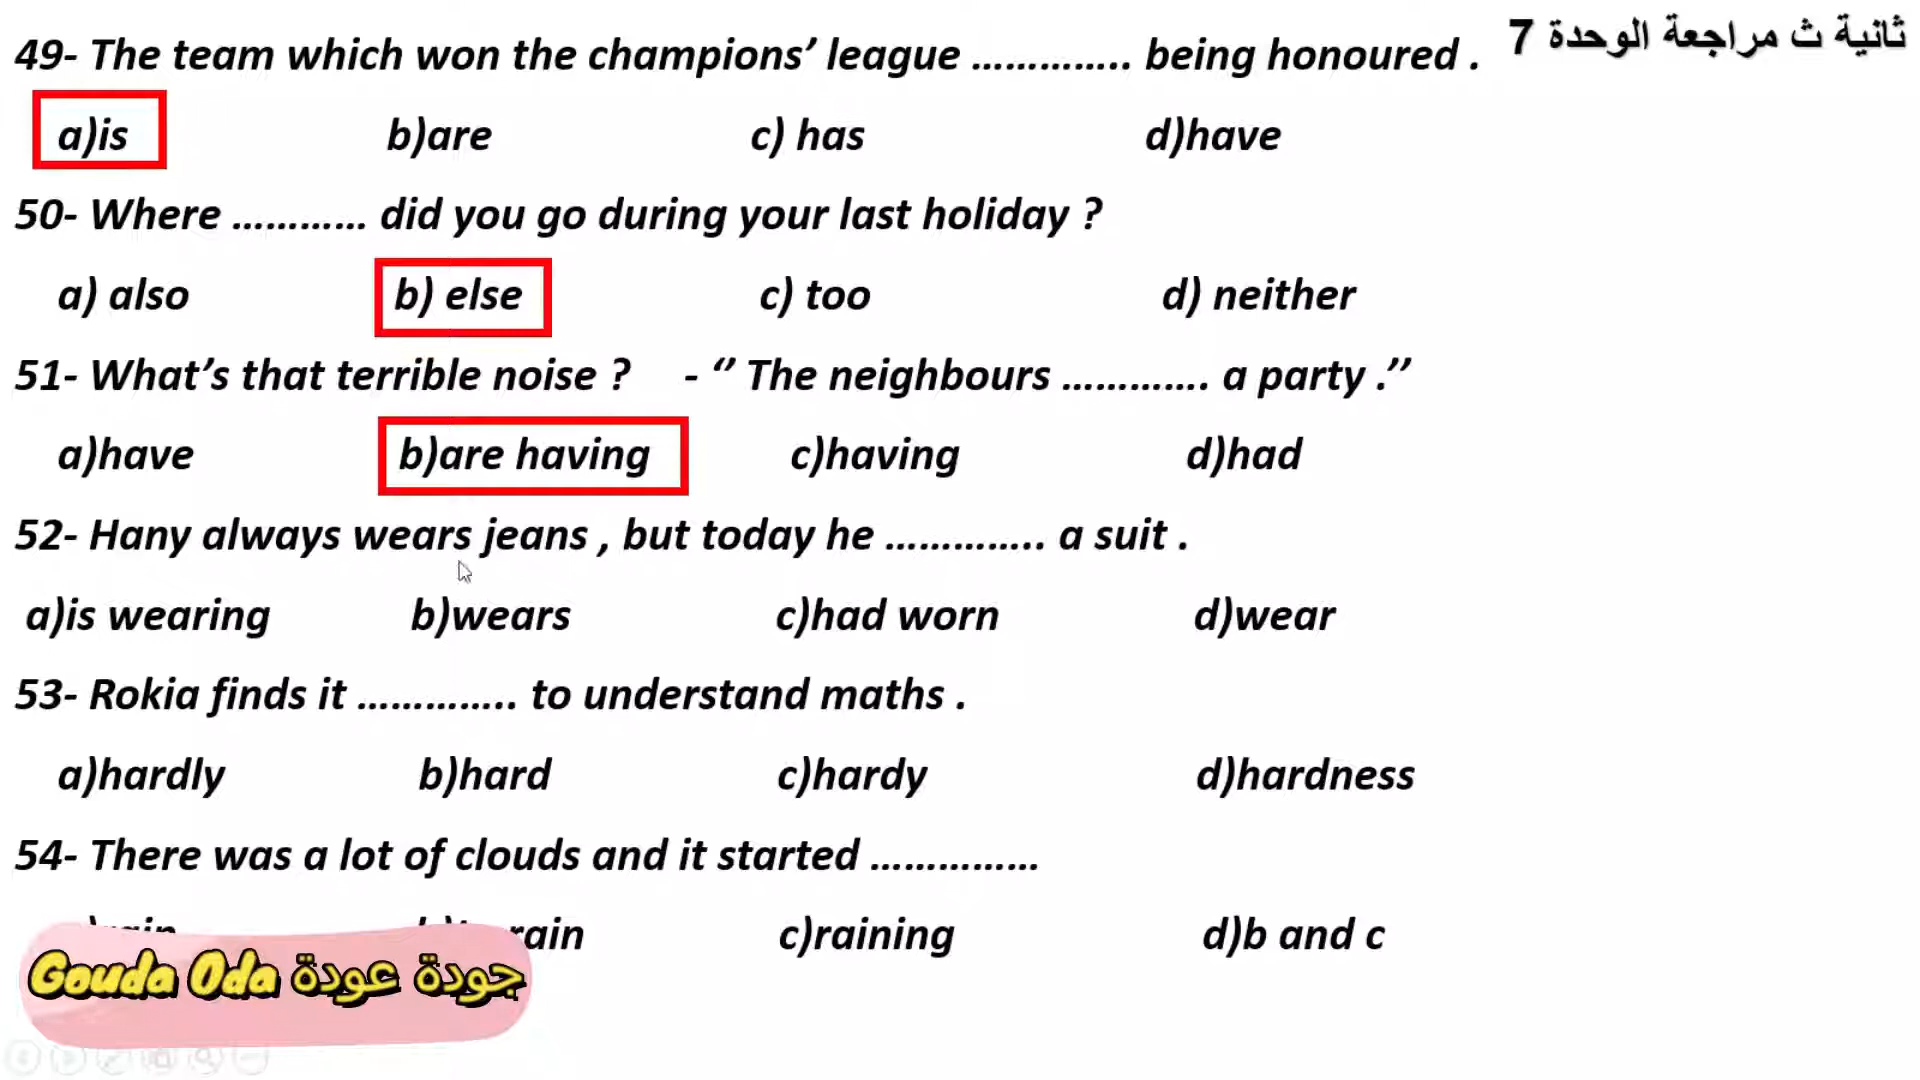 ثانية ث مراجعة الوحدة 7
49- The team which won the champions’ league ………….. being honoured .
a)is b)are c) has d)have
50- Where ………… did you go during your last holiday ?
a) also b) else c) too d) neither
51- What’s that terrible noise ? - ‘’ The neighbours …………. a party .’’
a)have b)are having c)having d)had
52- Hany always wears jeans , but today he ………….. a suit .
a)is wearing b)wears c)had worn d)wear
53- Rokia finds it ………….. to understand maths .
a)hardly b)hard c)hardy d)hardness
54- There was a lot of clouds and it started ……………
rain rain c)raining d)b and c
Gouda Oda جودة عودة